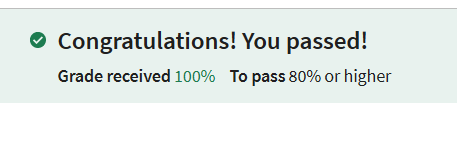 Congratulations! You passed!
Grade received 100% To pass 80% or higher